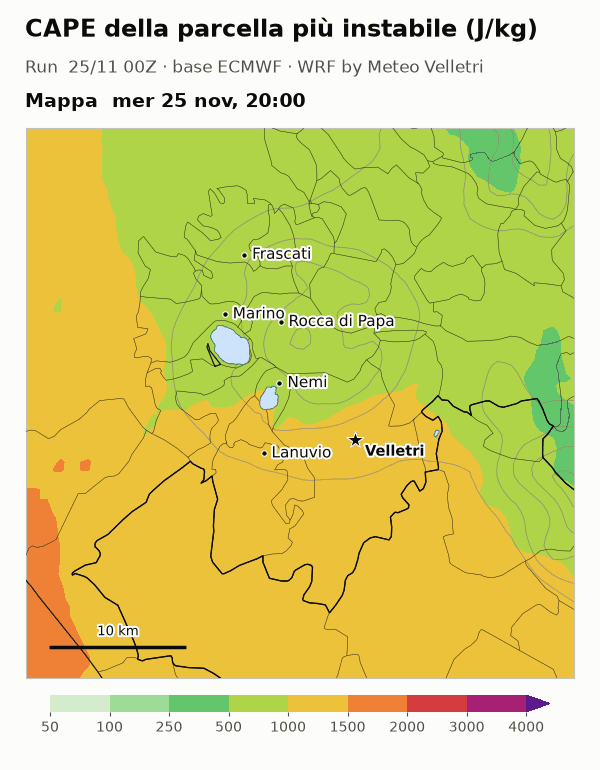 CAPE della parcella più instabile (J/kg)
Run  25/11 00Z · base ECMWF · WRF by Meteo Velletri
Mappa  mer 25 nov, 20:00
Frascati
Marino
Rocca di Papa
Nemi
Velletri
Lanuvio
10 km
50 100 250 500 1000 1500 2000 3000 4000